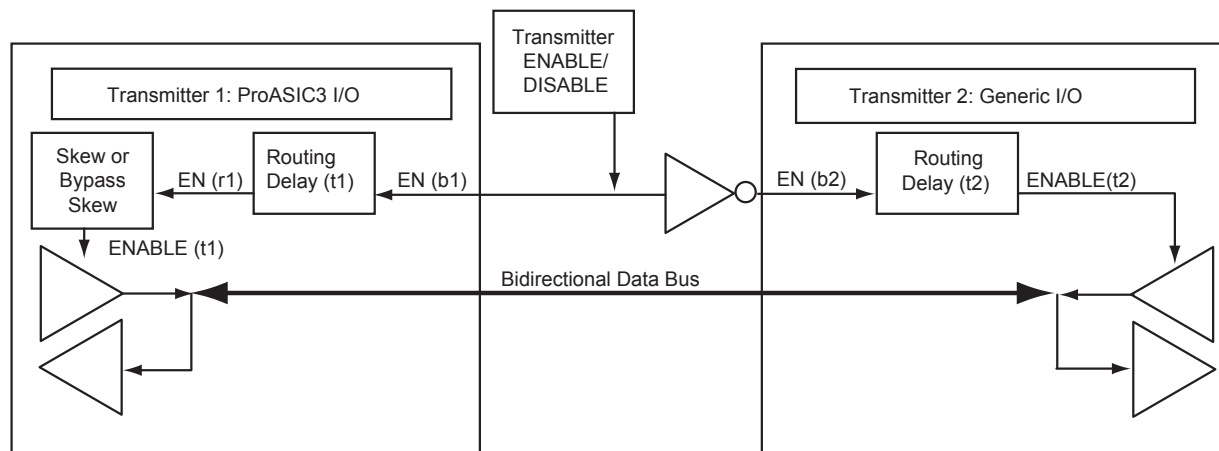 Transmitter
ENABLE/
DISABLE
Transmitter 1: ProASIC3 I/O
Transmitter 2: Generic I/O
Skew or
Bypass
Skew
EN (r1)
Routing
Delay (t1)
EN (b1)
EN (b2)
Routing
Delay (t2)
ENABLE(t2)
ENABLE (t1)
Bidirectional Data Bus